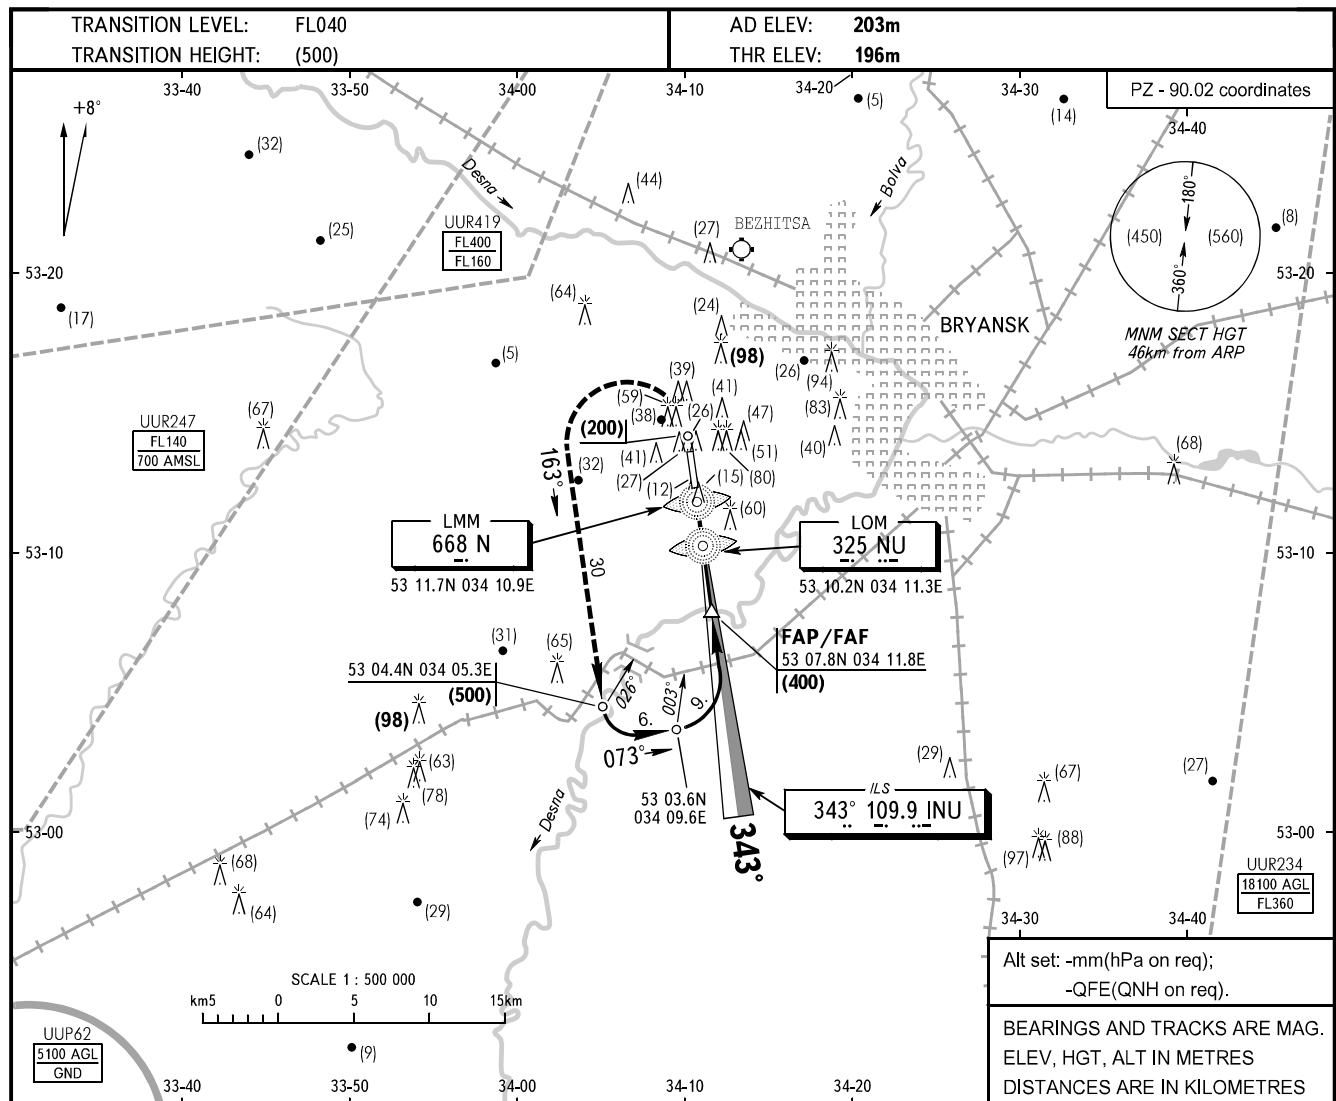 TRANSITION LEVEL: FL040
TRANSITION HEIGHT: (500)
AD ELEV: 203m
THR ELEV: 196m
33-40
33-50
34-00
34-10
34-20
34-30
PZ - 90.02 coordinates
34-40
+8°
(5)
(14)
(32)
Desna
Bolva
(44)
180°
(450)
(560)
360°
(8)
UUR419
FL400
FL160
(25)
(27)
BEZHITSA
53-20
53-20
(17)
(64)
(24)
(98)
BRYANSK
MNM SECT HGT
46km from ARP
(5)
(26)
(94)
(39)
(59)
(41)
(83)
(38)
(26)
(47)
(200)
UUR247
FL140
700 AMSL
(67)
(51)
(40)
(41)
(68)
163°
(32)
(27)
(12)
(15)
(80)
(60)
LMM
668 N
53 11.7N 034 10.9E
LOM
325 NU
53 10.2N 034 11.3E
53-10
53-10
30
(31)
(65)
FAP/FAF
53 07.8N 034 11.8E
(400)
53 04.4N 034 05.3E
(500)
026°
003°
(98)
6.
9.
073°
(63)
(78)
(74)
(29)
(67)
(27)
53 03.6N
034 09.6E
ILS
343° 109.9 INU
Desna
343°
53-00
53-00
(97)
(88)
(68)
(64)
(29)
UUR234
18100 AGL
FL360
34-30
34-40
SCALE 1 : 500 000
km5 0 5 10 15km
Alt set: -mm(hPa on req);
-QFE(QNH on req).
UUP62
5100 AGL
GND
(9)
BEARINGS AND TRACKS ARE MAG.
ELEV, HGT, ALT IN METRES
DISTANCES ARE IN KILOMETRES
33-40
33-50
34-00
34-10
34-20